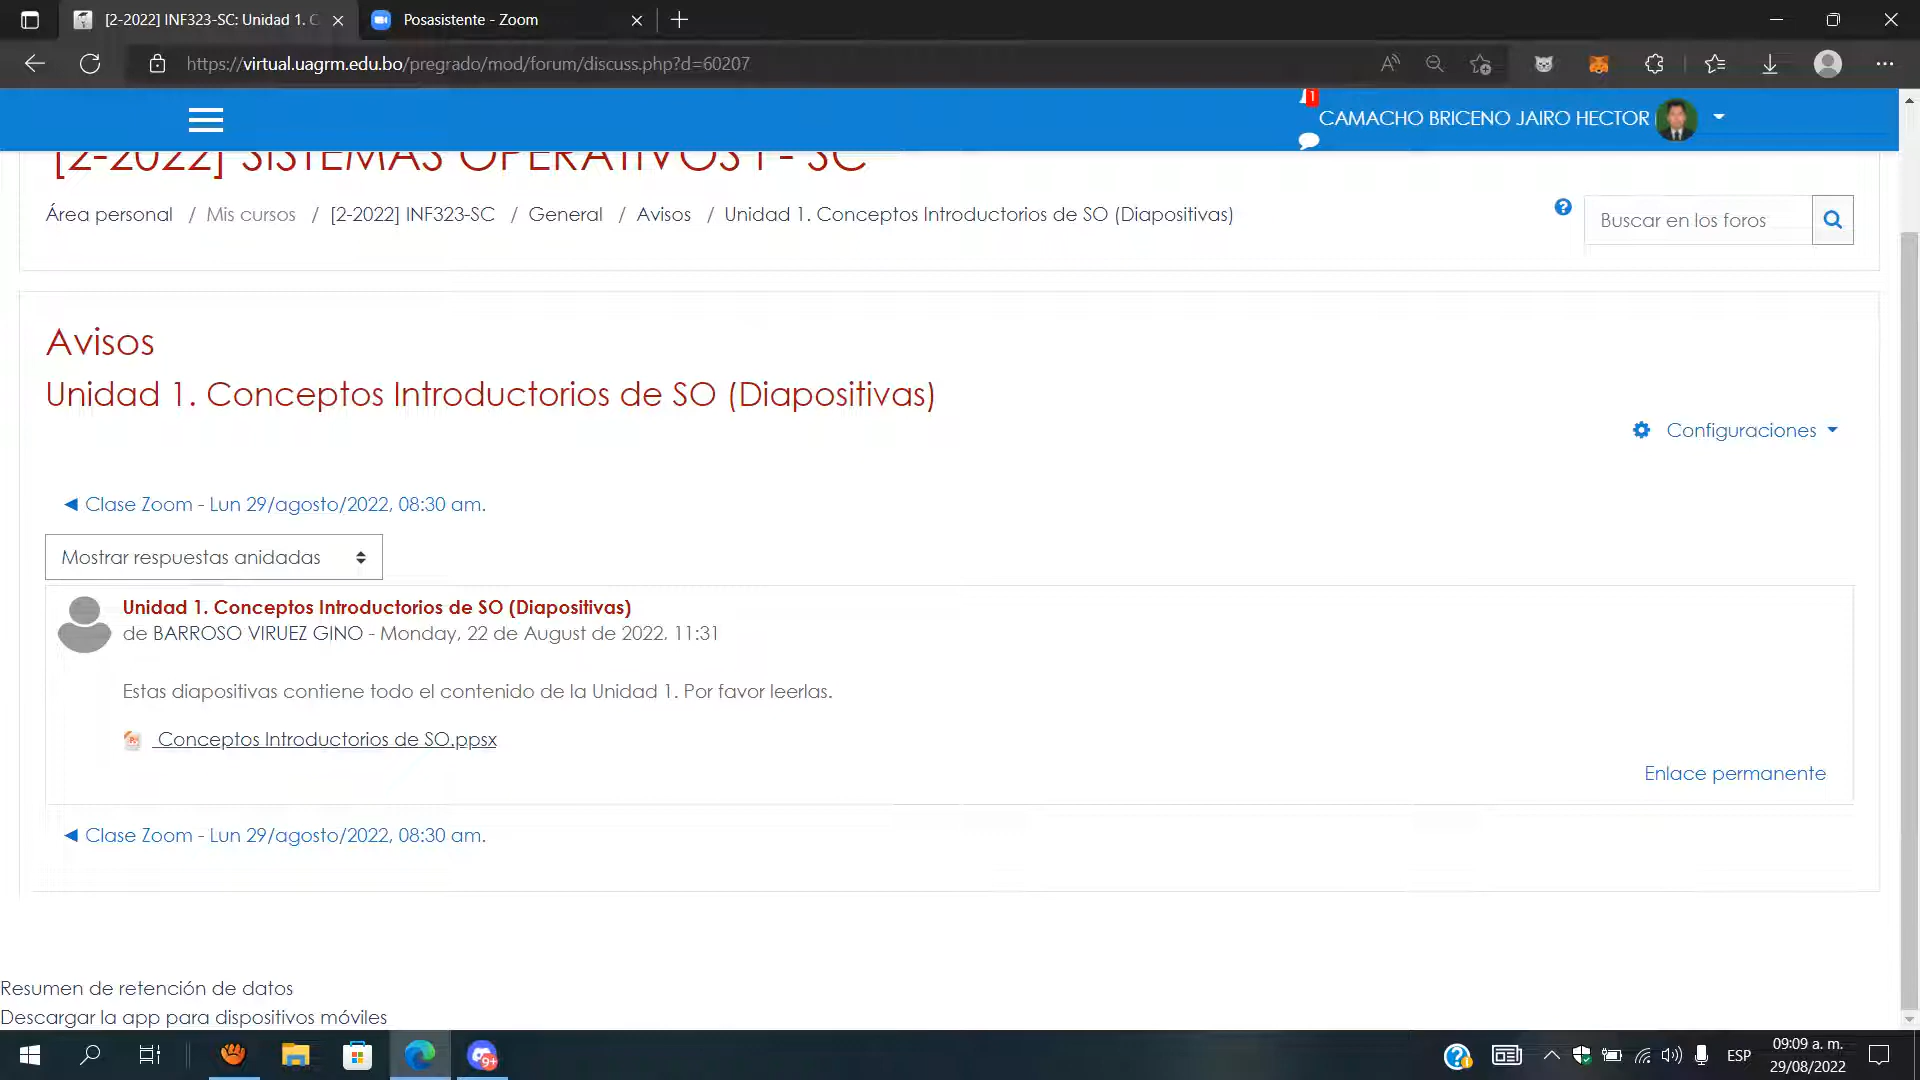 [2-2022] INF323-SC: Unidad 1. C
Posasistente - Zoom
https://virtual.uagrm.edu.bo/pregrado/mod/forum/discuss.php?d=60207
1
CAMACHO BRICENO JAIRO HECTOR
[2-2022] SISTEMAS OPERATIVOS I - SC
Área personal / Mis cursos / [2-2022] INF323-SC / General / Avisos / Unidad 1. Conceptos Introductorios de SO (Diapositivas)
Buscar en los foros
Avisos
Unidad 1. Conceptos Introductorios de SO (Diapositivas)
Configuraciones
◄ Clase Zoom - Lun 29/agosto/2022, 08:30 am.
Mostrar respuestas anidadas
Unidad 1. Conceptos Introductorios de SO (Diapositivas)
de BARROSO VIRUEZ GINO - Monday, 22 de August de 2022, 11:31
Estas diapositivas contiene todo el contenido de la Unidad 1. Por favor leerlas.
Conceptos Introductorios de SO.ppsx
Enlace permanente
◄ Clase Zoom - Lun 29/agosto/2022, 08:30 am.
Resumen de retención de datos
Descargar la app para dispositivos móviles
9+
ESP
09:09 a. m.
29/08/2022